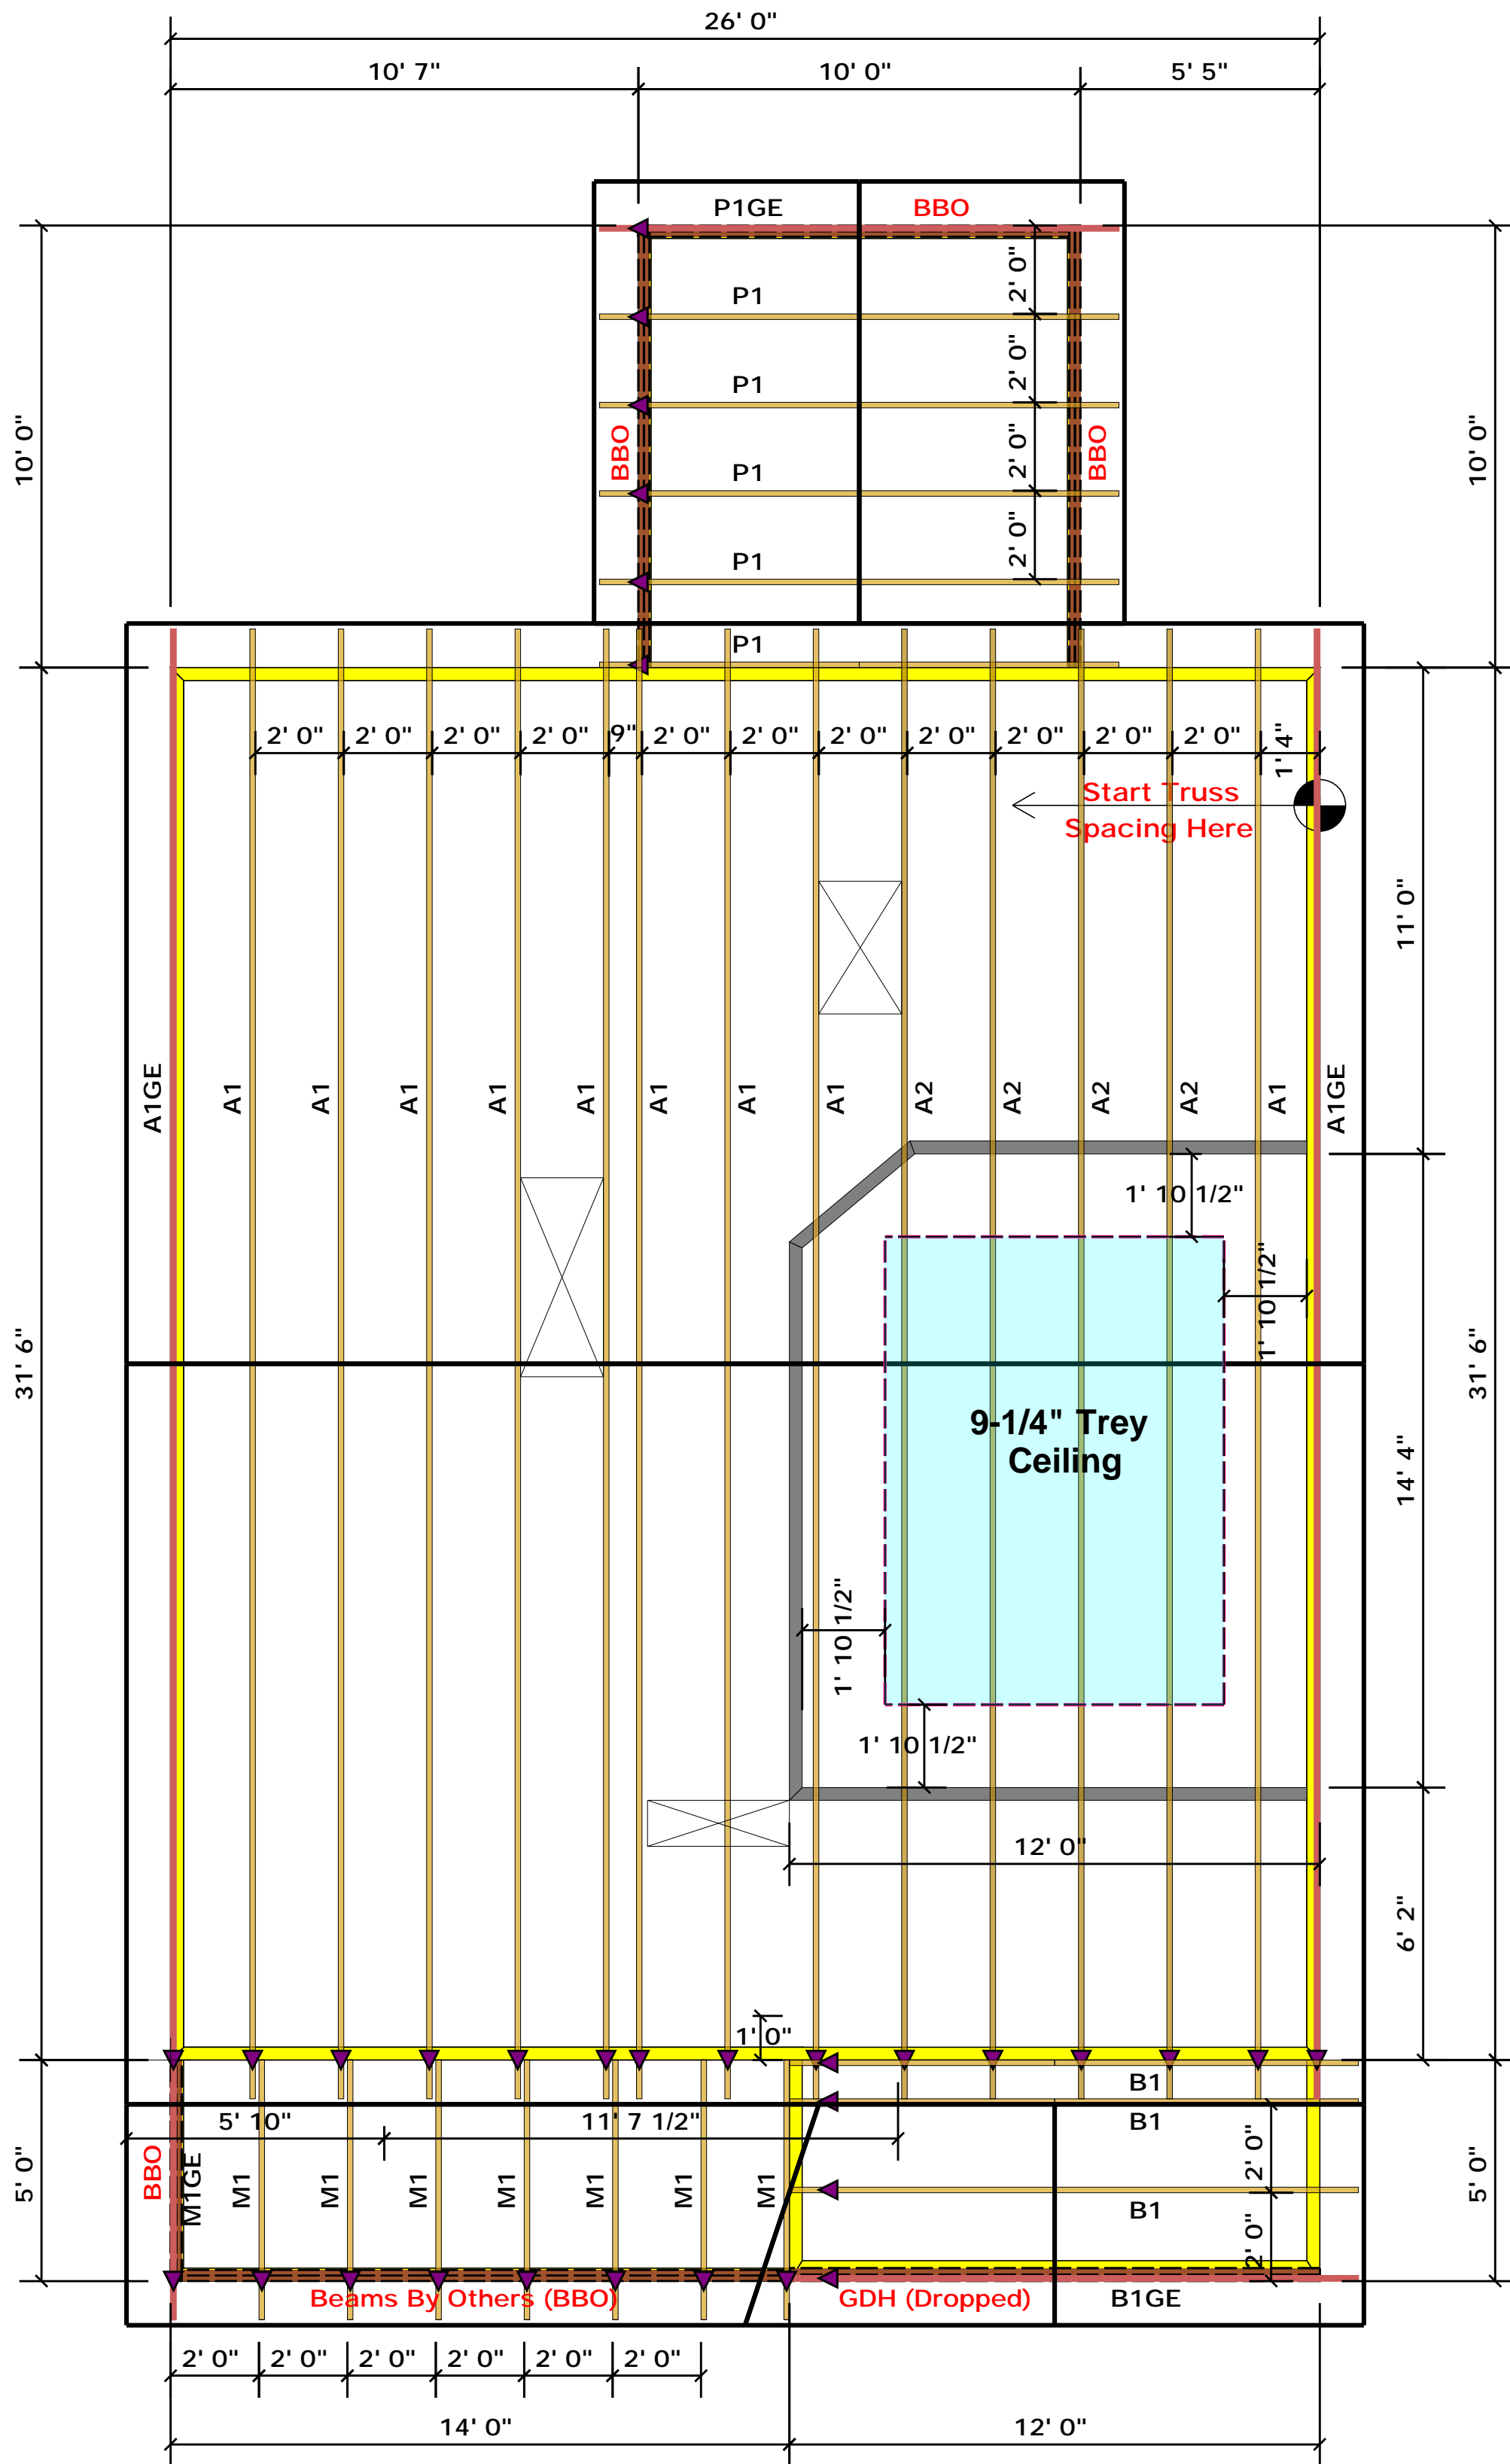 26' 0"
10' 7"
10' 0"
5' 5"
P1GE
BBO
2' 0"
P1
2' 0"
P1
BBO
BBO
2' 0"
P1
2' 0"
P1
10' 0"
10' 0"
P1
2' 0"
2' 0"
2' 0"
2' 0"
9"
2' 0"
2' 0"
2' 0"
2' 0"
2' 0"
2' 0"
2' 0"
1' 4"
Start Truss
Spacing Here
11' 0"
A1GE
A1
A1
A1
A1
A1
A1
A1
A1
A2
A2
A2
A2
A1
A1GE
1' 10 1/2"
1' 10 1/2"
31' 6"
31' 6"
9-1/4" Trey
Ceiling
14' 4"
1' 10 1/2"
1' 10 1/2"
12' 0"
6' 2"
1' 0"
B1
5' 10"
11' 7 1/2"
B1
5' 0"
BBO
M1GE
M1
M1
M1
M1
M1
M1
M1
B1
2' 0"
2' 0"
5' 0"
Beams By Others (BBO)
GDH (Dropped)
B1GE
2' 0"
2' 0"
2' 0"
2' 0"
2' 0"
2' 0"
14' 0"
12' 0"